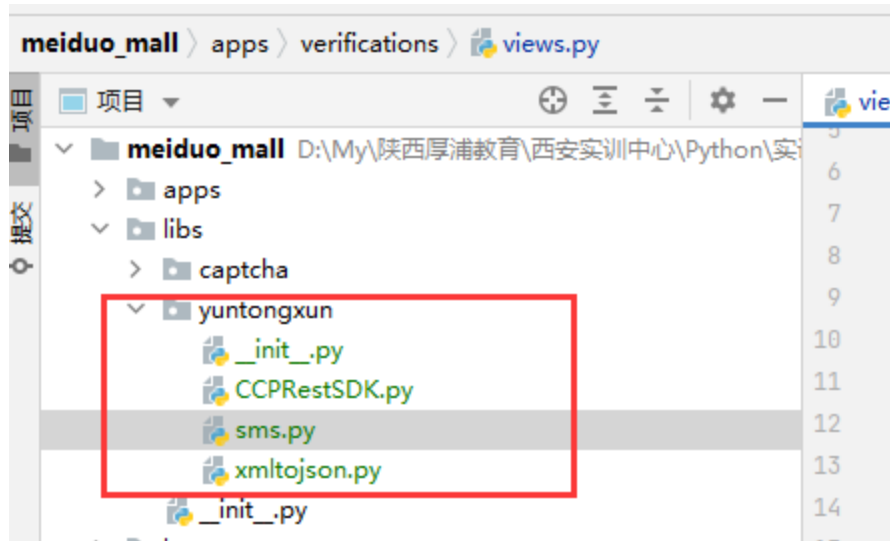 meiduo_mall 〉 apps 〉 verifications 〉 views.py
项目
项目
vie
meiduo_mall D:\My\陕西厚浦教育\西安实训中心\Python\实
apps
libs
提交
captcha
yuntongxun
__init__.py
CCPRestSDK.py
sms.py
xmltojson.py
__init__.py
5
6
7
8
9
10
11
12
13
14